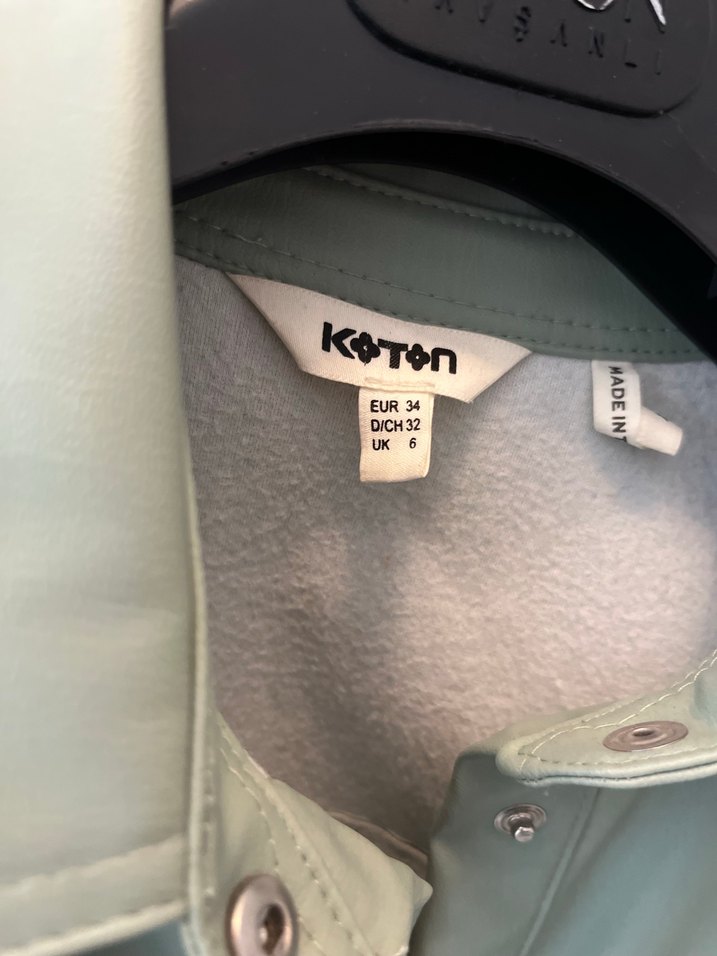 KOTON
EUR 34
D/CH 32
UK 6
MADE IN